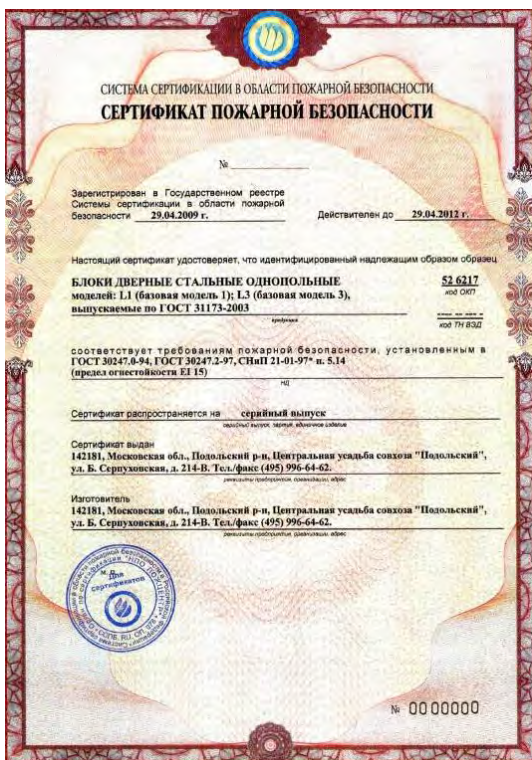 СИСТЕМА СЕРТИФИКАЦИИ В ОБЛАСТИ ПОЖАРНОЙ БЕЗОПАСНОСТИ
СЕРТИФИКАТ ПОЖАРНОЙ БЕЗОПАСНОСТИ
№
Зарегистрирован в Государственном реестре
Системы сертификации в области пожарной
безопасности 29.04.2009 г. Действителен до 29.04.2012 г.
Настоящий сертификат удостоверяет, что идентифицированный надлежащим образом образец
БЛОКИ ДВЕРНЫЕ СТАЛЬНЫЕ ОДНОПОЛЬНЫЕ 52 6217
моделей: L1 (базовая модель 1); L3 (базовая модель 3), код ОКП
выпускаемые по ГОСТ 31173-2003
продукция
код ТН ВЭД
соответствует требованиям пожарной безопасности, установленным в
ГОСТ 30247.0-94, ГОСТ 30247.2-97, СНиП 21-01-97* п. 5.14
(предел огнестойкости EI 15)
НД
Сертификат распространяется на серийный выпуск
серийный выпуск, партия, единичное изделие
Сертификат выдан
142181, Московская обл., Подольский р-н, Центральная усадьба совхоза "Подольский",
ул. Б. Серпуховская, д. 214-В. Тел./факс (495) 996-64-62.
реквизиты предприятия, организации, адрес
Изготовитель
142181, Московская обл., Подольский р-н, Центральная усадьба совхоза "Подольский",
ул. Б. Серпуховская, д. 214-В. Тел./факс (495) 996-64-62.
реквизиты предприятия, организации, адрес
М.П.
Для
сертификатов
№ 0000000